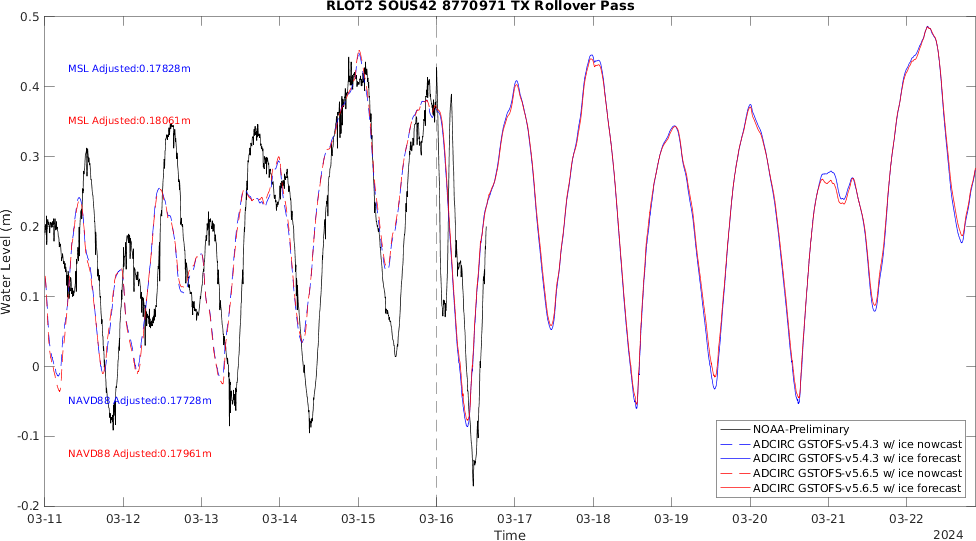 RLOT2 SOUS42 8770971 TX Rollover Pass
0.5
0.4
0.3
0.2
0.1
0
-0.1
-0.2
Water Level (m)
MSL Adjusted:0.17828m
MSL Adjusted:0.18061m
NAVD88 Adjusted:0.17728m
NAVD88 Adjusted:0.17961m
NOAA-Preliminary
ADCIRC GSTOFS-v5.4.3 w/ ice nowcast
ADCIRC GSTOFS-v5.4.3 w/ ice forecast
ADCIRC GSTOFS-v5.6.5 w/ ice nowcast
ADCIRC GSTOFS-v5.6.5 w/ ice forecast
03-11 03-12 03-13 03-14 03-15 03-16 03-17 03-18 03-19 03-20 03-21 03-22
Time
2024